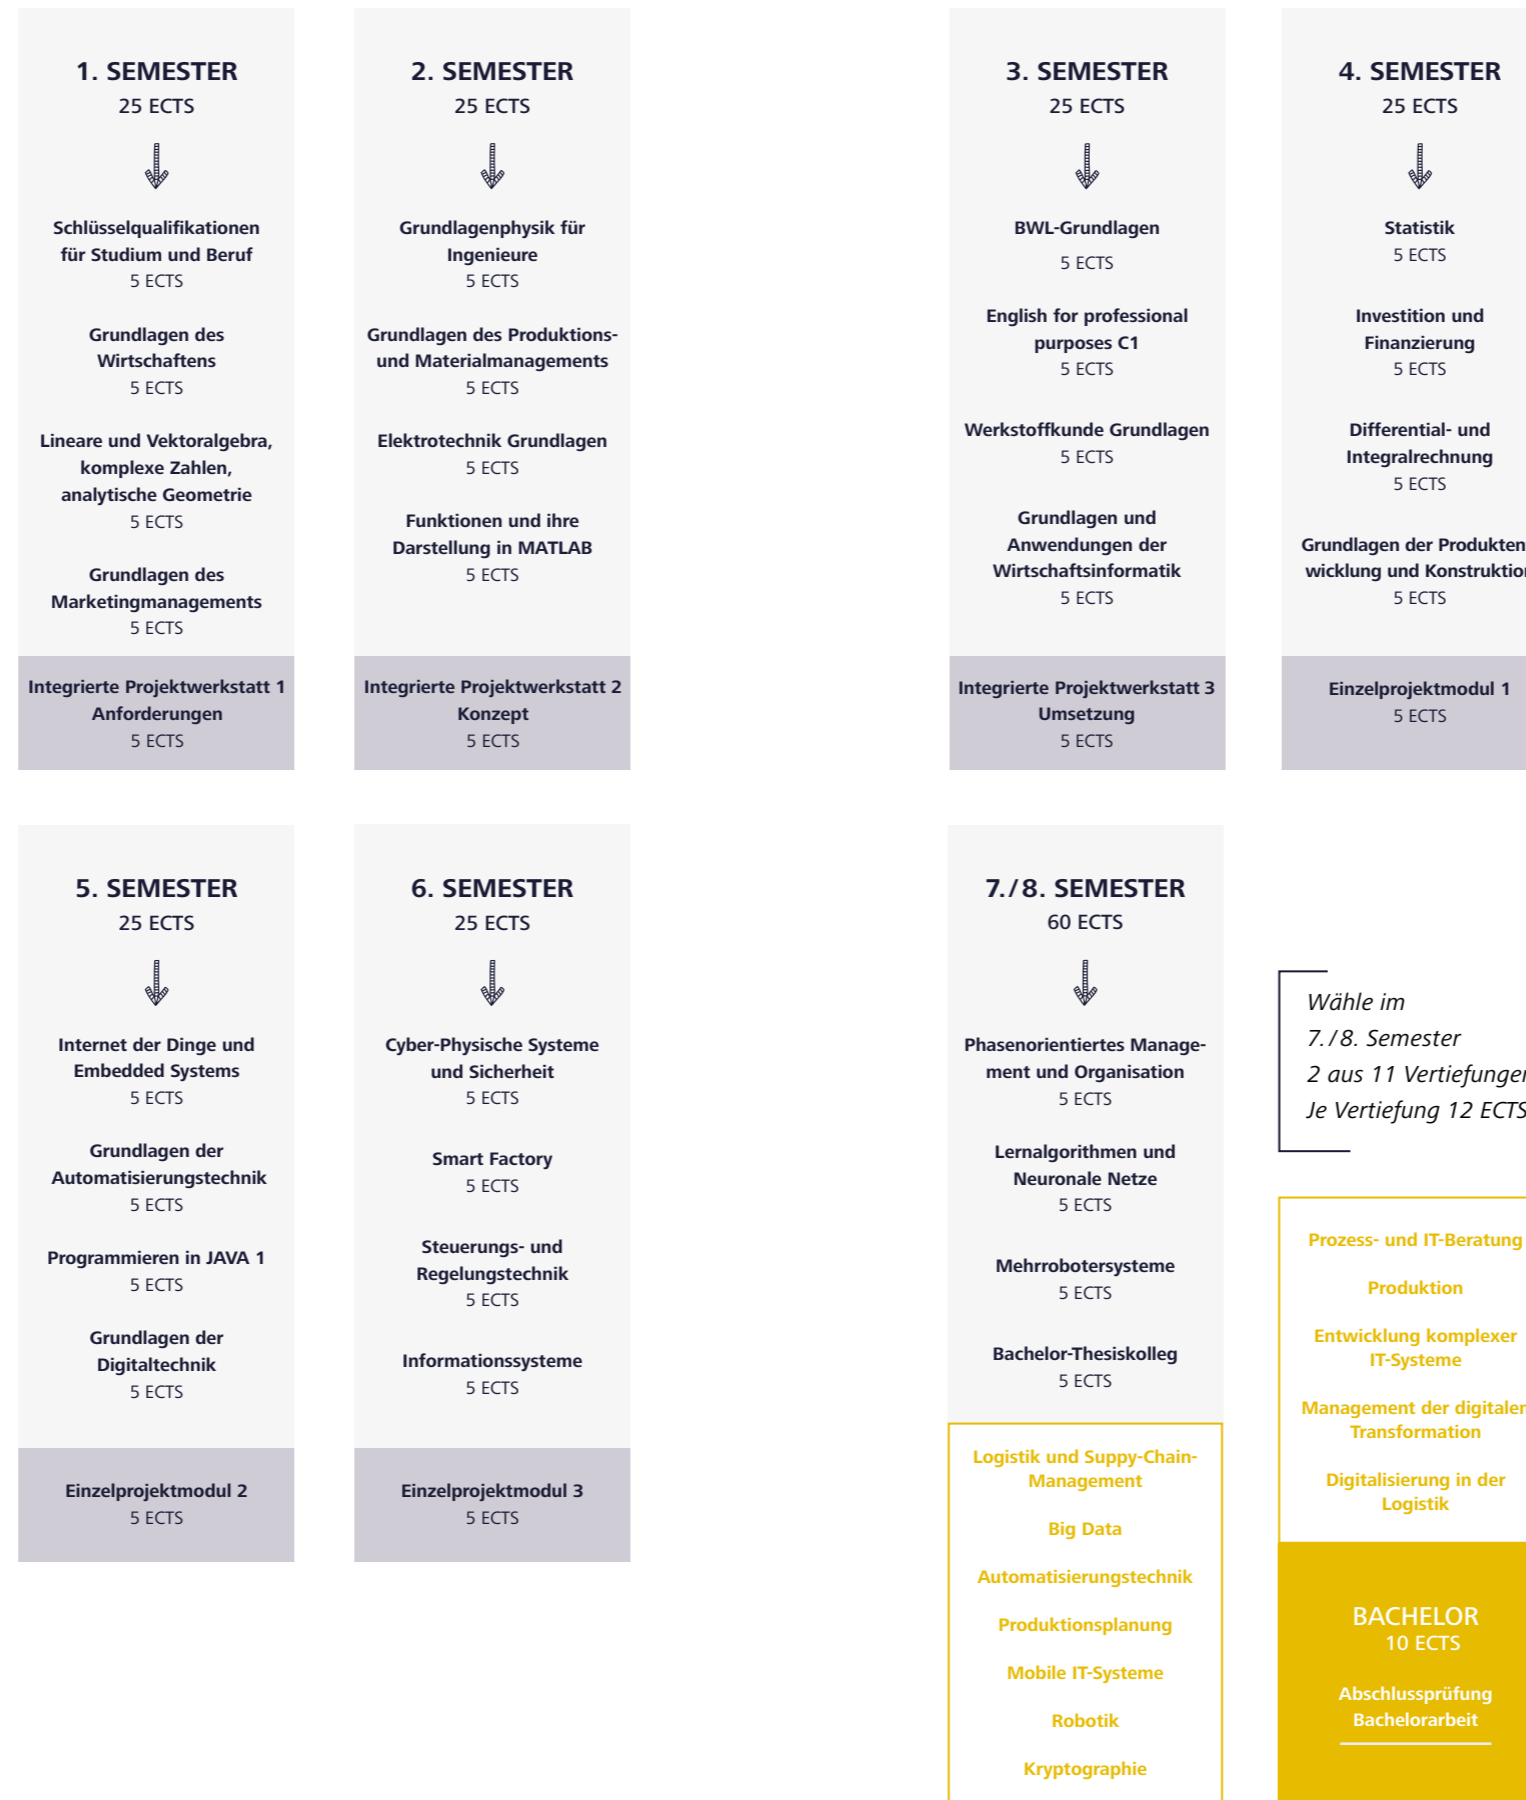 1. SEMESTER
25 ECTS
Schlüsselqualifikationen
für Studium und Beruf
5 ECTS
Grundlagen des
Wirtschaftens
5 ECTS
Lineare und Vektoralgebra,
komplexe Zahlen,
analytische Geometrie
5 ECTS
Grundlagen des
Marketingmanagements
5 ECTS
Integrierte Projektwerkstatt 1
Anforderungen
5 ECTS
2. SEMESTER
25 ECTS
Grundlagenphysik für
Ingenieure
5 ECTS
Grundlagen des Produktions-
und Materialmanagements
5 ECTS
Elektrotechnik Grundlagen
5 ECTS
Funktionen und ihre
Darstellung in MATLAB
5 ECTS
Integrierte Projektwerkstatt 2
Konzept
5 ECTS
3. SEMESTER
25 ECTS
BWL-Grundlagen
5 ECTS
English for professional
purposes C1
5 ECTS
Werkstoffkunde Grundlagen
5 ECTS
Grundlagen und
Anwendungen der
Wirtschaftsinformatik
5 ECTS
Integrierte Projektwerkstatt 3
Umsetzung
5 ECTS
4. SEMESTER
25 ECTS
Statistik
5 ECTS
Investition und
Finanzierung
5 ECTS
Differential- und
Integralrechnung
5 ECTS
Grundlagen der Produkten
wicklung und Konstruktion
5 ECTS
Einzelprojektmodul 1
5 ECTS
5. SEMESTER
25 ECTS
Internet der Dinge und
Embedded Systems
5 ECTS
Grundlagen der
Automatisierungstechnik
5 ECTS
Programmieren in JAVA 1
5 ECTS
Grundlagen der
Digitaltechnik
5 ECTS
Einzelprojektmodul 2
5 ECTS
6. SEMESTER
25 ECTS
Cyber-Physische Systeme
und Sicherheit
5 ECTS
Smart Factory
5 ECTS
Steuerungs- und
Regelungstechnik
5 ECTS
Informationssysteme
5 ECTS
Einzelprojektmodul 3
5 ECTS
7./8. SEMESTER
60 ECTS
Phasenorientiertes Manage-
ment und Organisation
5 ECTS
Lernalgorithmen und
Neuronale Netze
5 ECTS
Mehrrobotersysteme
5 ECTS
Bachelor-Thesiskolleg
5 ECTS
Logistik und Suppy-Chain-
Management
Big Data
Automatisierungstechnik
Produktionsplanung
Mobile IT-Systeme
Robotik
Kryptographie
Wähle im
7./8. Semester
2 aus 11 Vertiefungen
Je Vertiefung 12 ECTS
Prozess- und IT-Beratung
Produktion
Entwicklung komplexer
IT-Systeme
Management der digitalen
Transformation
Digitalisierung in der
Logistik
BACHELOR
10 ECTS
Abschlussprüfung
Bachelorarbeit